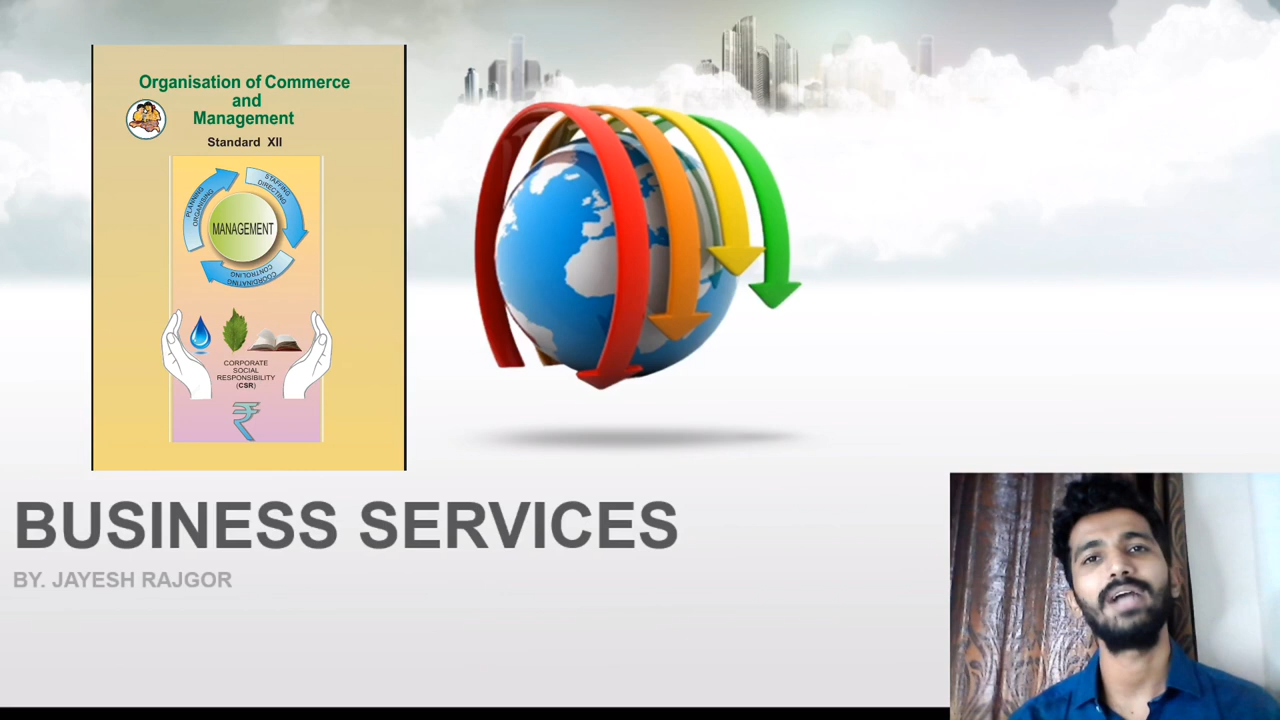 Organisation of Commerce
and
Management
Standard XII
PLANNING
ORGANISING
STAFFING
DIRECTING
MANAGEMENT
COORDINATING
CONTROLING
CORPORATE
SOCIAL
RESPONSIBILITY
(CSR)
₹
BUSINESS SERVICES
BY. JAYESH RAJGOR